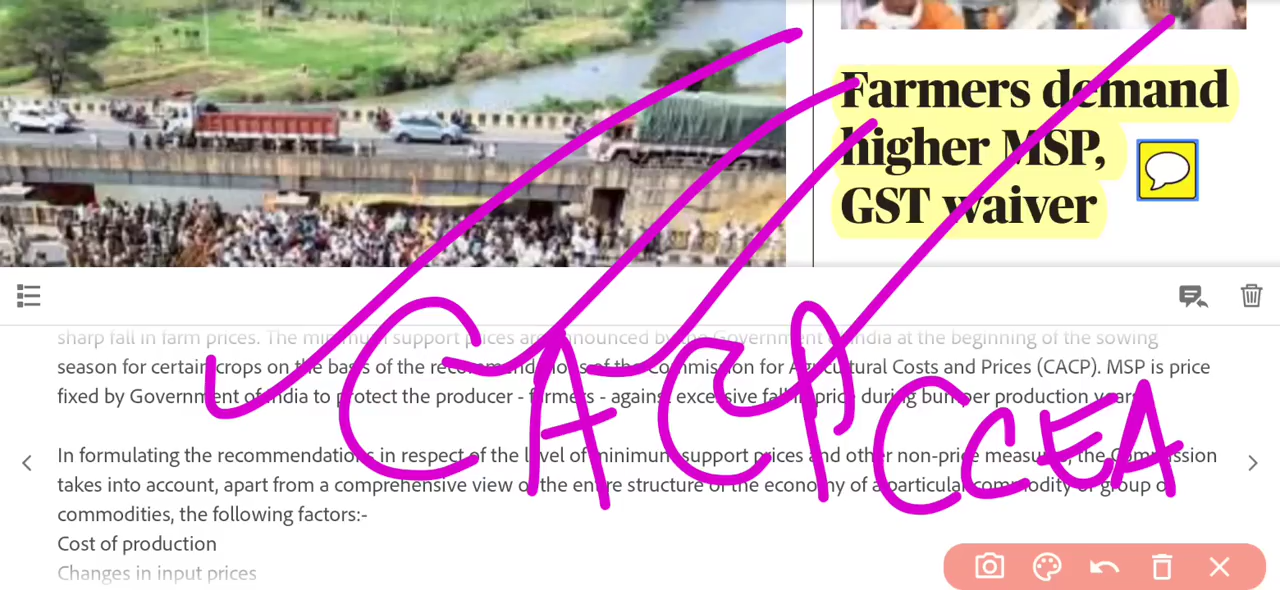 Farmers demand
higher MSP,
GST waiver
sharp fall in farm prices. The minimum support prices are announced by the Government of India at the beginning of the sowing
season for certain crops on the basis of the recommendations of the Commission for Agricultural Costs and Prices (CACP). MSP is price
fixed by Government of India to protect the producer - farmers - against excessive fall in price during bumper production years.
CACP
CCEA
In formulating the recommendations in respect of the level of minimum support prices and other non-price measures, the Commission
takes into account, apart from a comprehensive view of the entire structure of the economy of a particular commodity or group of
commodities, the following factors:-
Cost of production
Changes in input prices